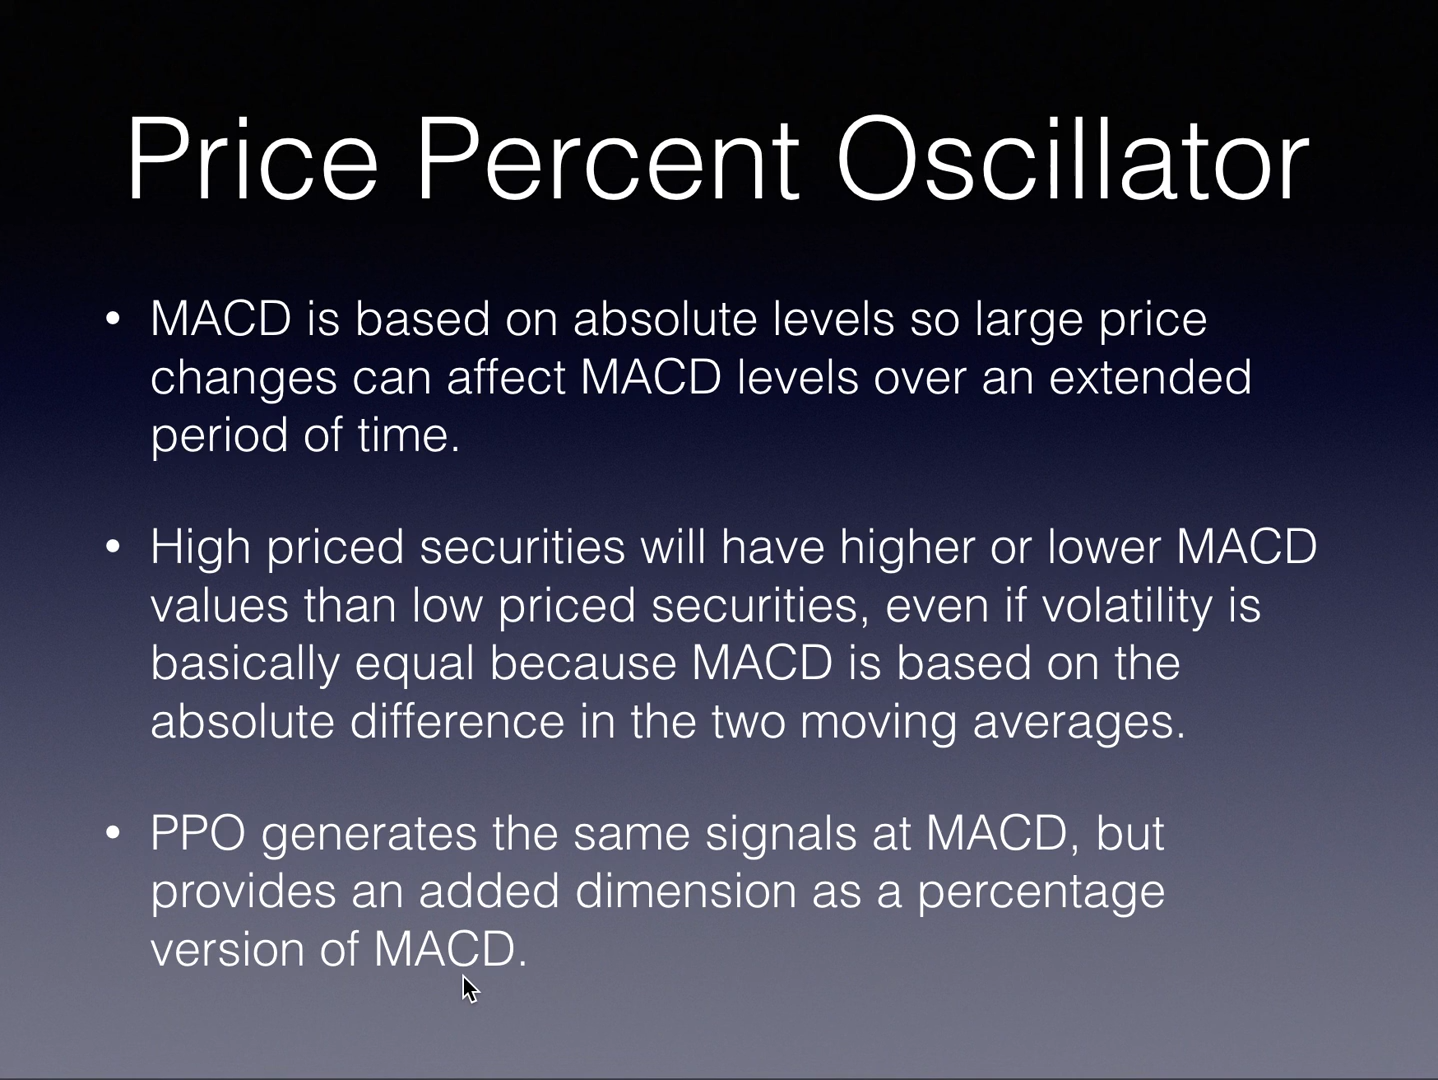 Price Percent Oscillator
• MACD is based on absolute levels so large price
changes can affect MACD levels over an extended
period of time.
• High priced securities will have higher or lower MACD
values than low priced securities, even if volatility is
basically equal because MACD is based on the
absolute difference in the two moving averages.
• PPO generates the same signals at MACD, but
provides an added dimension as a percentage
version of MACD.